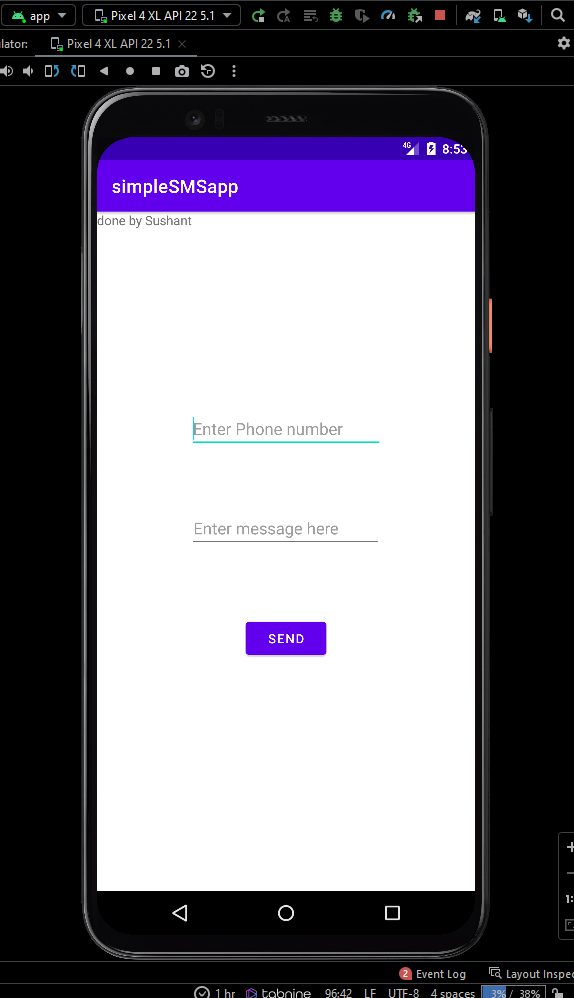 app Pixel 4 XL API 22 5.1
lator: Pixel 4 XL API 22 5.1
4G 8:53
simpleSMSapp
done by Sushant
Enter Phone number
Enter message here
SEND
1:
2 Event Log Layout Inspec
1 hr tabnine 96:42 LF UTF-8 4 spaces 3% / 38%